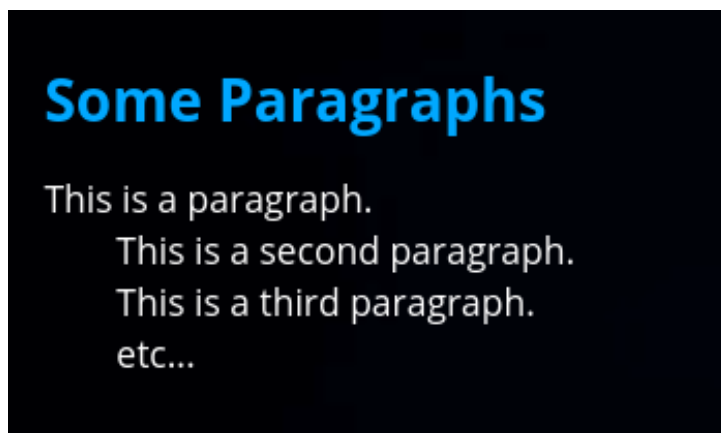 Some Paragraphs
This is a paragraph.
This is a second paragraph.
This is a third paragraph.
etc...